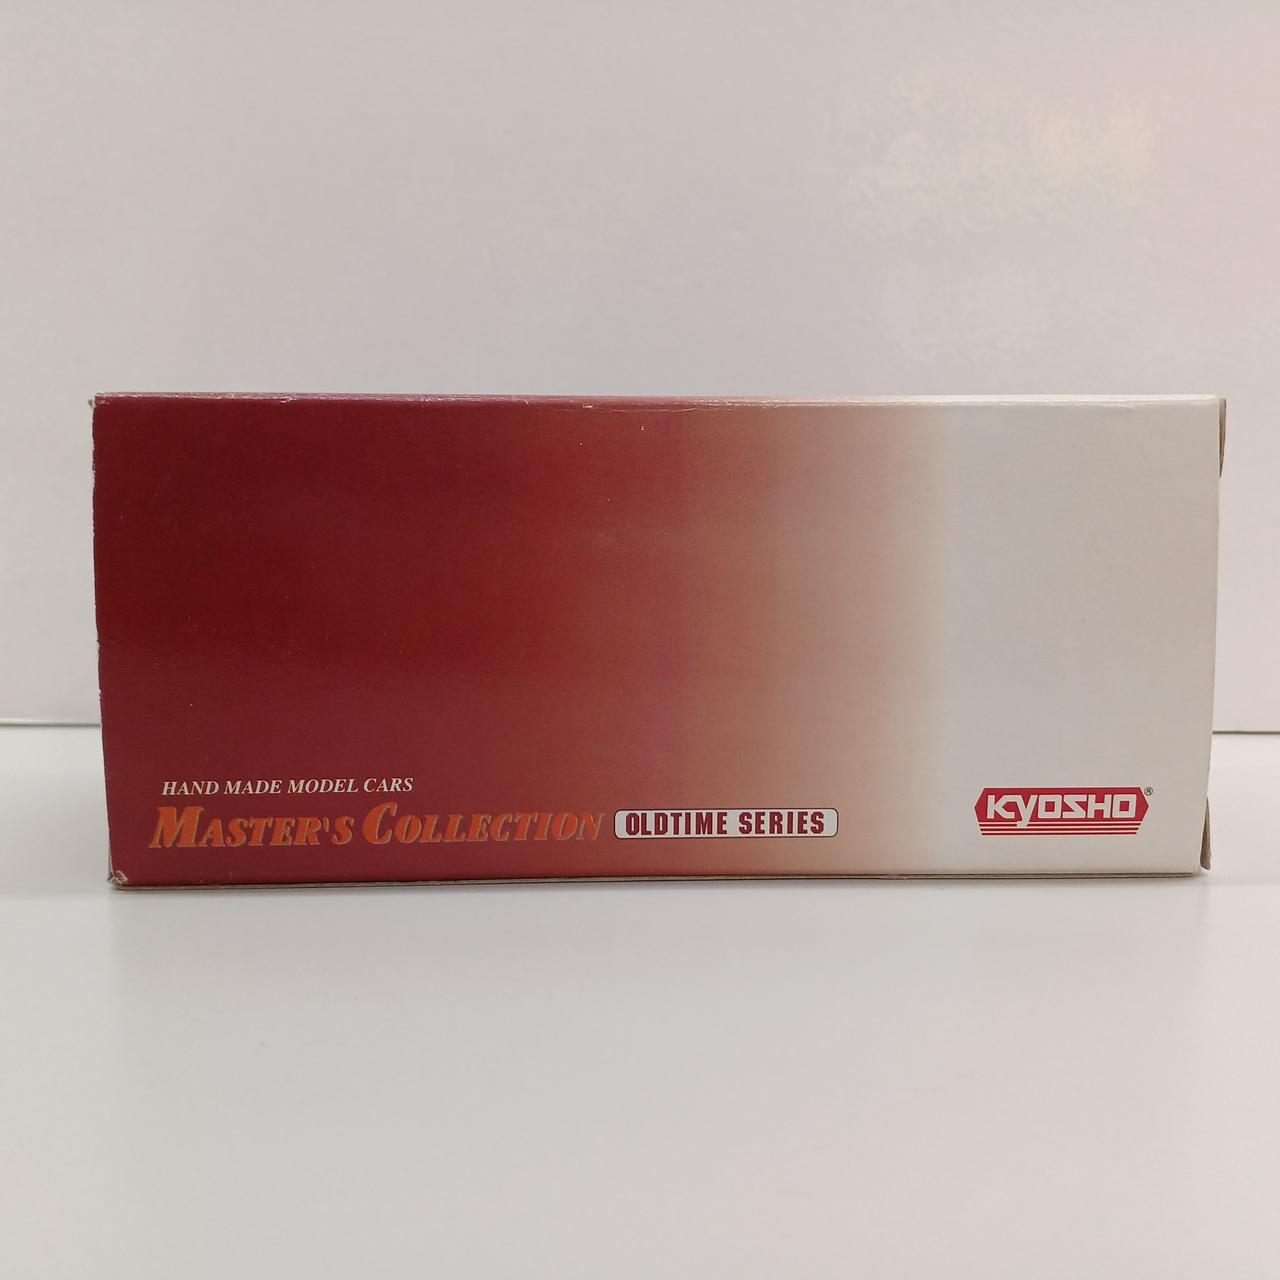 HAND MADE MODEL CARS
MASTER'S COLLECTION OLDTIME SERIES
KYOSHO®